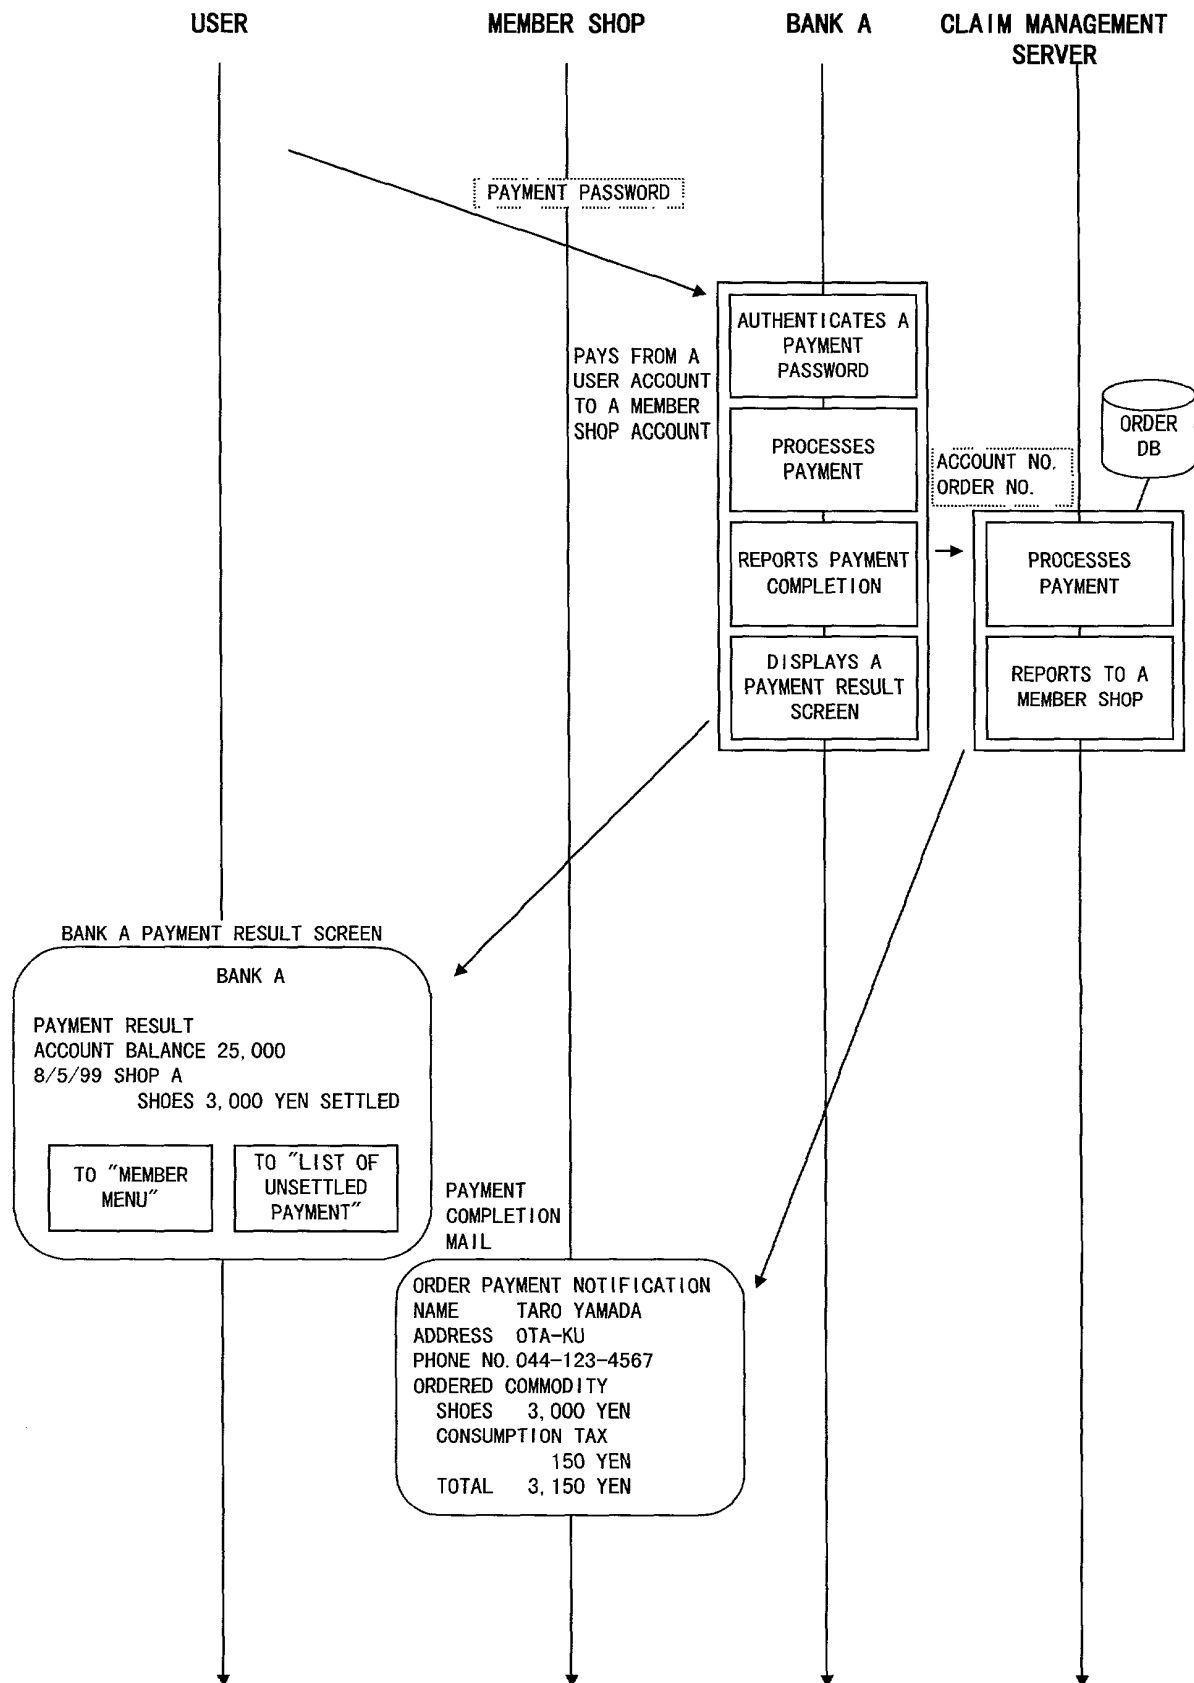 USER
MEMBER SHOP
BANK A
CLAIM MANAGEMENT
SERVER
PAYMENT PASSWORD
AUTHENTICATES A
PAYMENT
PASSWORD
PAYS FROM A
USER ACCOUNT
TO A MEMBER
SHOP ACCOUNT
PROCESSES
PAYMENT
ORDER
DB
ACCOUNT NO.
ORDER NO.
REPORTS PAYMENT
COMPLETION
PROCESSES
PAYMENT
DISPLAYS A
PAYMENT RESULT
SCREEN
REPORTS TO A
MEMBER SHOP
BANK A PAYMENT RESULT SCREEN
BANK A
PAYMENT RESULT
ACCOUNT BALANCE 25,000
8/5/99 SHOP A
SHOES 3,000 YEN SETTLED
TO "MEMBER
MENU"
TO "LIST OF
UNSETTLED
PAYMENT"
PAYMENT
COMPLETION
MAIL
ORDER PAYMENT NOTIFICATION
NAME TARO YAMADA
ADDRESS OTA-KU
PHONE NO. 044-123-4567
ORDERED COMMODITY
SHOES 3,000 YEN
CONSUMPTION TAX
150 YEN
TOTAL 3,150 YEN